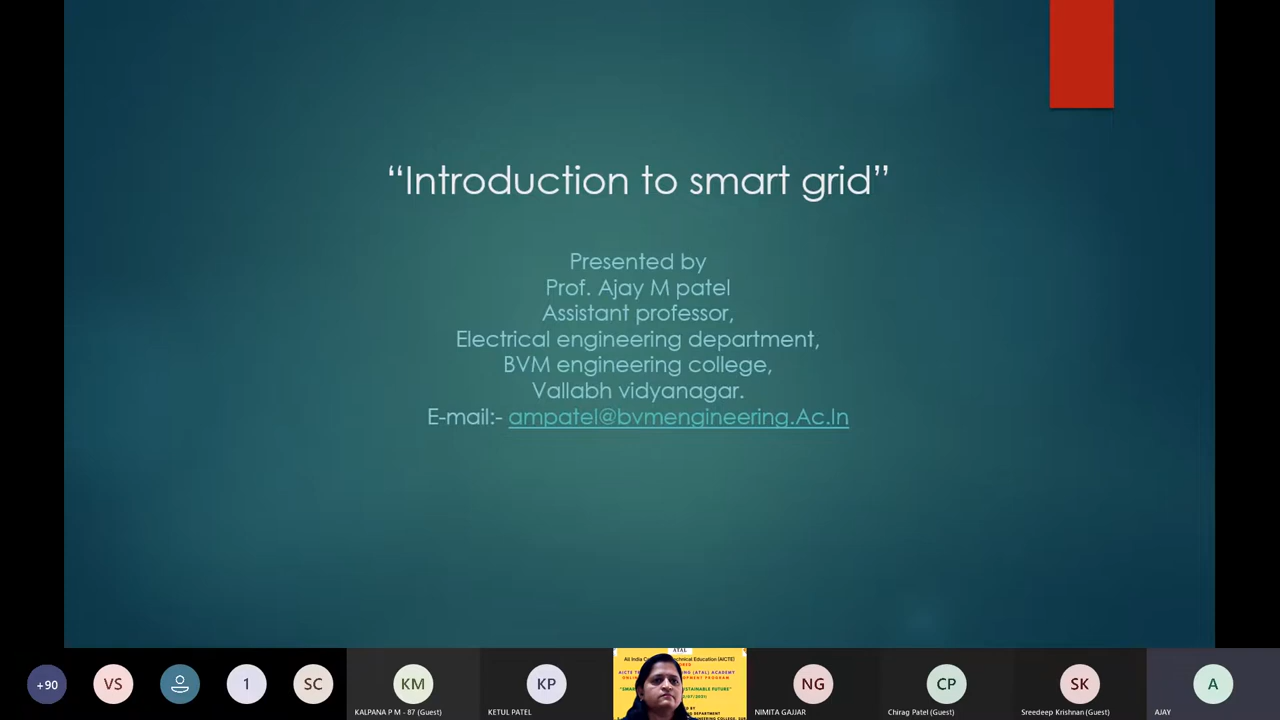 “Introduction to smart grid”
Presented by
Prof. Ajay M patel
Assistant professor,
Electrical engineering department,
BVM engineering college,
Vallabh vidyanagar.
E-mail:- ampatel@bvmengineering.Ac.In
ATAL
+90
VS
1
SC
KM
KALPANA P M - 87 (Guest)
KP
KETUL PATEL
NG
NIMITA GAJJAR
CP
Chirag Patel (Guest)
SK
Sreedeep Krishnan (Guest)
A
AJAY